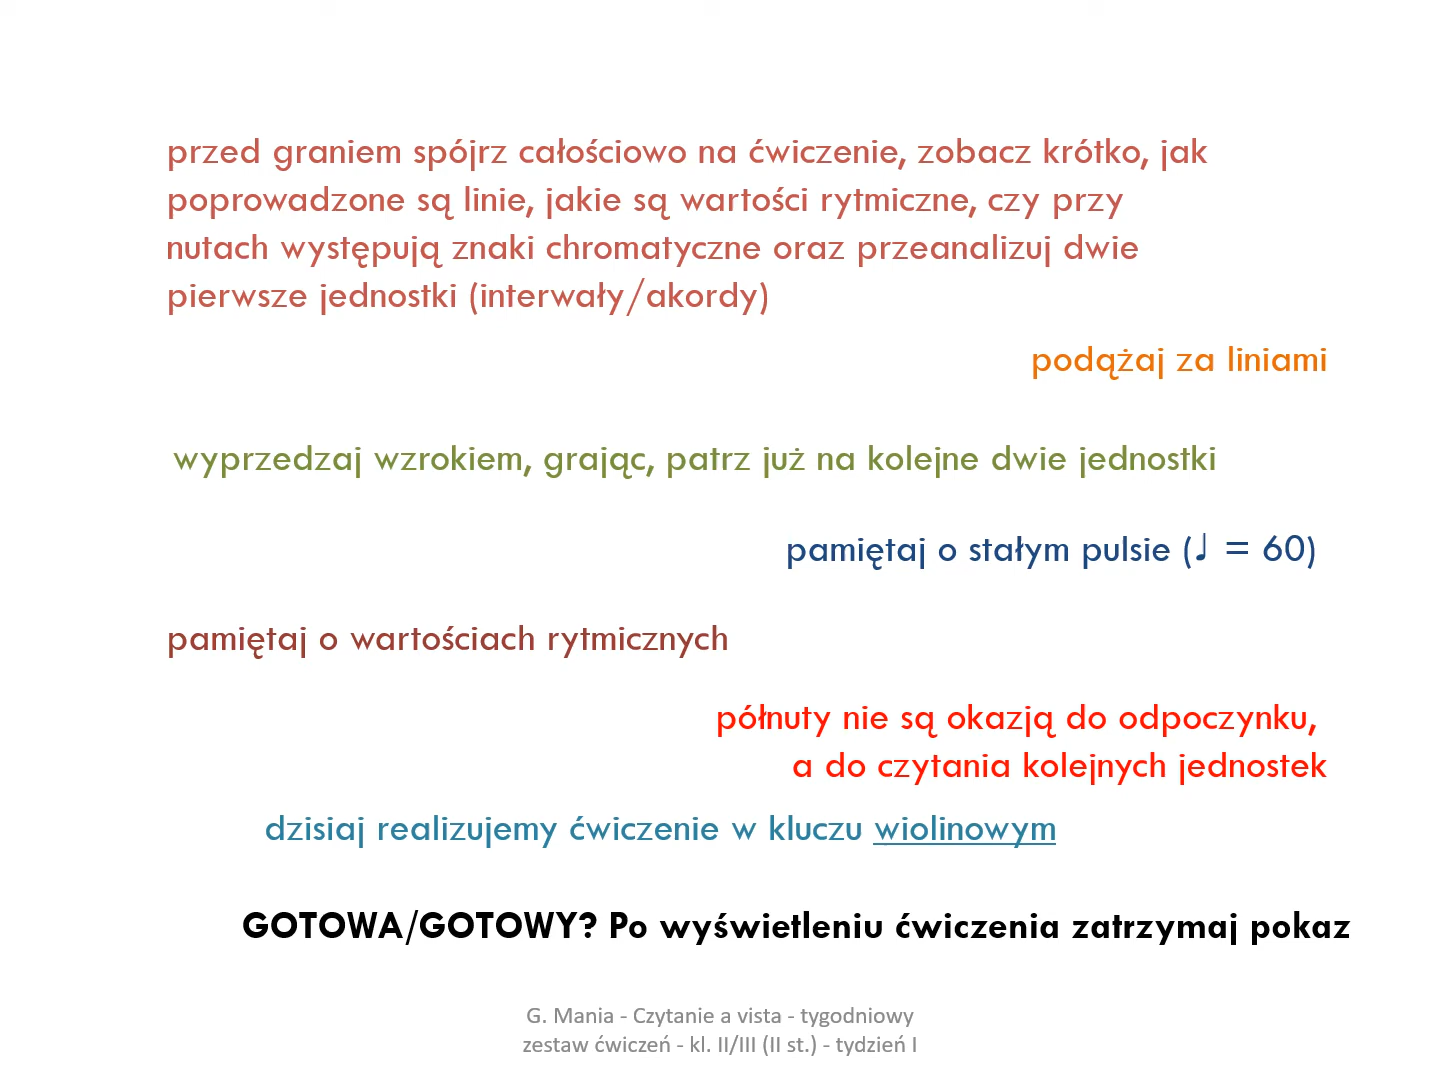 przed graniem spójrz całościowo na ćwiczenie, zobacz krótko, jak
poprowadzone są linie, jakie są wartości rytmiczne, czy przy
nutach występują znaki chromatyczne oraz przeanalizuj dwie
pierwsze jednostki (interwały/akordy)
podążaj za liniami
wyprzedzaj wzrokiem, grając, patrz już na kolejne dwie jednostki
pamiętaj o stałym pulsie (♩ = 60)
pamiętaj o wartościach rytmicznych
półnuty nie są okazją do odpoczynku,
a do czytania kolejnych jednostek
dzisiaj realizujemy ćwiczenie w kluczu wiolinowym
GOTOWA/GOTOWY? Po wyświetleniu ćwiczenia zatrzymaj pokaz
G. Mania - Czytanie a vista - tygodniowy
zestaw ćwiczeń - kl. II/III (II st.) - tydzień I